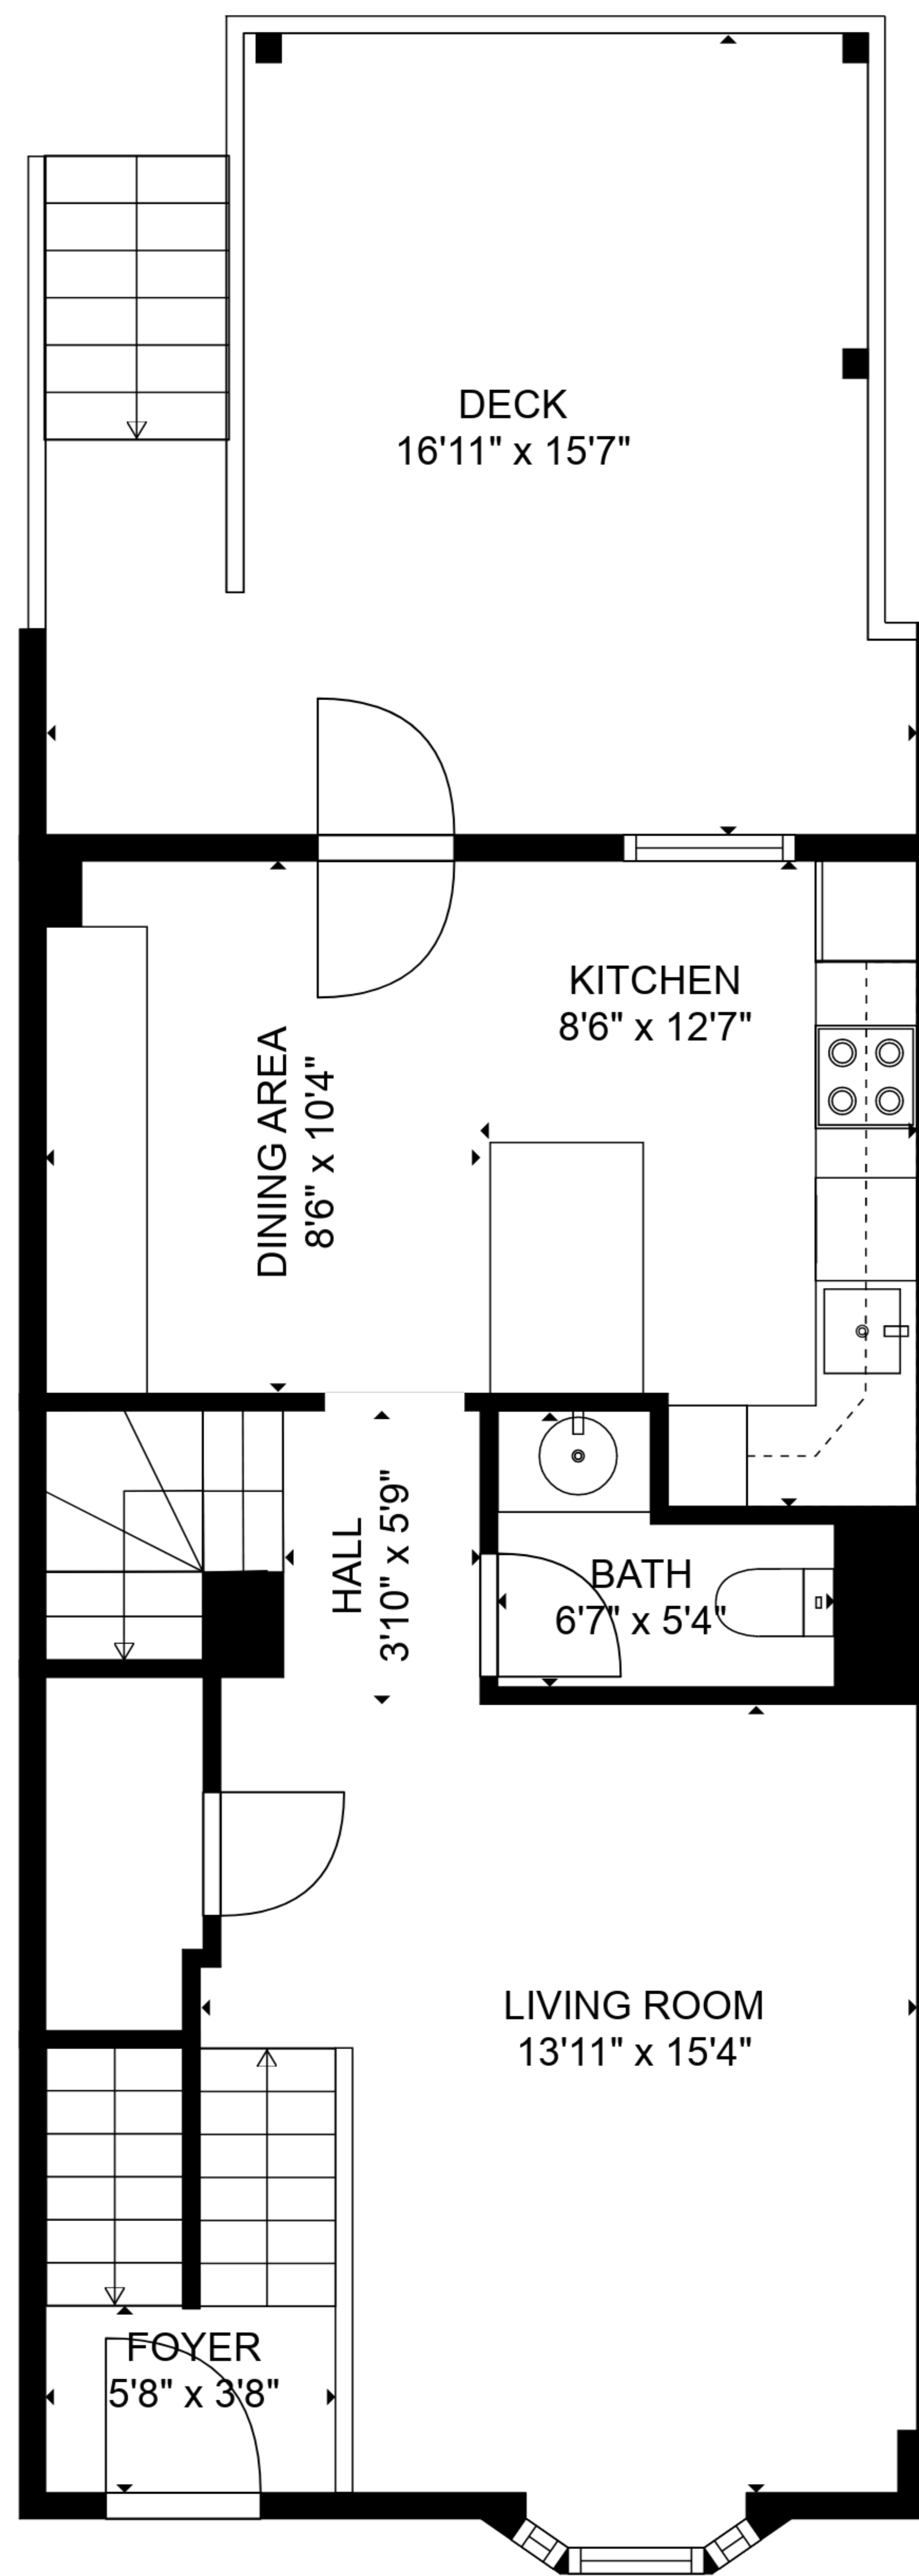 DECK
16'11" x 15'7"
KITCHEN
8'6" x 12'7"
DINING AREA
8'6" x 10'4"
HALL
3'10" x 5'9"
BATH
6'7" x 5'4"
LIVING ROOM
13'11" x 15'4"
FOYER
5'8" x 3'8"